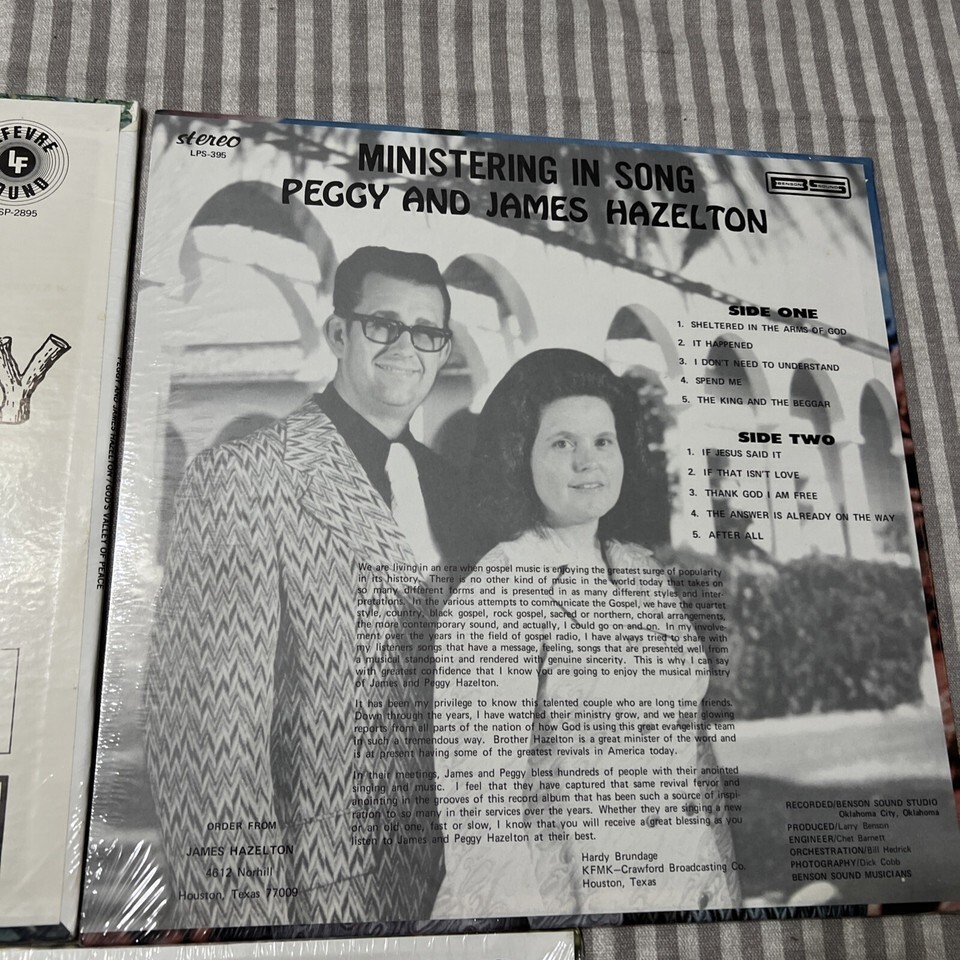 LEFEVRE
LF
SOUND
SP-2895
Y
PEGGY AND JAMES HAZELTON / GOD'S VALLEY OF PEACE
stereo
LPS-395
MINISTERING IN SONG
PEGGY AND JAMES HAZELTON
BENSON SOUND
BS
SIDE ONE
1. SHELTERED IN THE ARMS OF GOD
2. IT HAPPENED
3. I DON'T NEED TO UNDERSTAND
4. SPEND ME
5. THE KING AND THE BEGGAR
SIDE TWO
1. IF JESUS SAID IT
2. IF THAT ISN'T LOVE
3. THANK GOD I AM FREE
4. THE ANSWER IS ALREADY ON THE WAY
5. AFTER ALL
We are living in an era when gospel music is enjoying the greatest surge of popularity
in its history. There is no other kind of music in the world today that takes on
so many different forms and is presented in as many different styles and inter-
pretations. In the various attempts to communicate the Gospel, we have the quartet
style, country, black gospel, rock gospel, sacred or northern, choral arrangements,
the more contemporary sound, and actually, I could go on and on. In my involve-
ment over the years in the field of gospel radio, I have always tried to share with
my listeners songs that have a message, feeling, songs that are presented well from
a musical standpoint and rendered with genuine sincerity. This is why I can say
with greatest confidence that I know you are going to enjoy the musical ministry
of James and Peggy Hazelton.
It has been my privilege to know this talented couple who are long time friends.
Down through the years, I have watched their ministry grow, and we hear glowing
reports from all parts of the nation of how God is using this great evangelistic team
in such a tremendous way. Brother Hazelton is a great minister of the word and
is at present having some of the greatest revivals in America today.
In their meetings, James and Peggy bless hundreds of people with their anointed
singing and music. I feel that they have captured that same revival fervor and
anointing in the grooves of this record album that has been such a source of inspi-
ration to so many in their services over the years. Whether they are singing a new
or an old one, fast or slow, I know that you will receive a great blessing as you
listen to James and Peggy Hazelton at their best.
Hardy Brundage
KFMK—Crawford Broadcasting Co.
Houston, Texas
ORDER FROM
JAMES HAZELTON
4612 Norhill
Houston, Texas 77009
RECORDED/BENSON SOUND STUDIO
Oklahoma City, Oklahoma
PRODUCED/Larry Benson
ENGINEER/Chet Barnett
ORCHESTRATION/Bill Hedrick
PHOTOGRAPHY/Dick Cobb
BENSON SOUND MUSICIANS